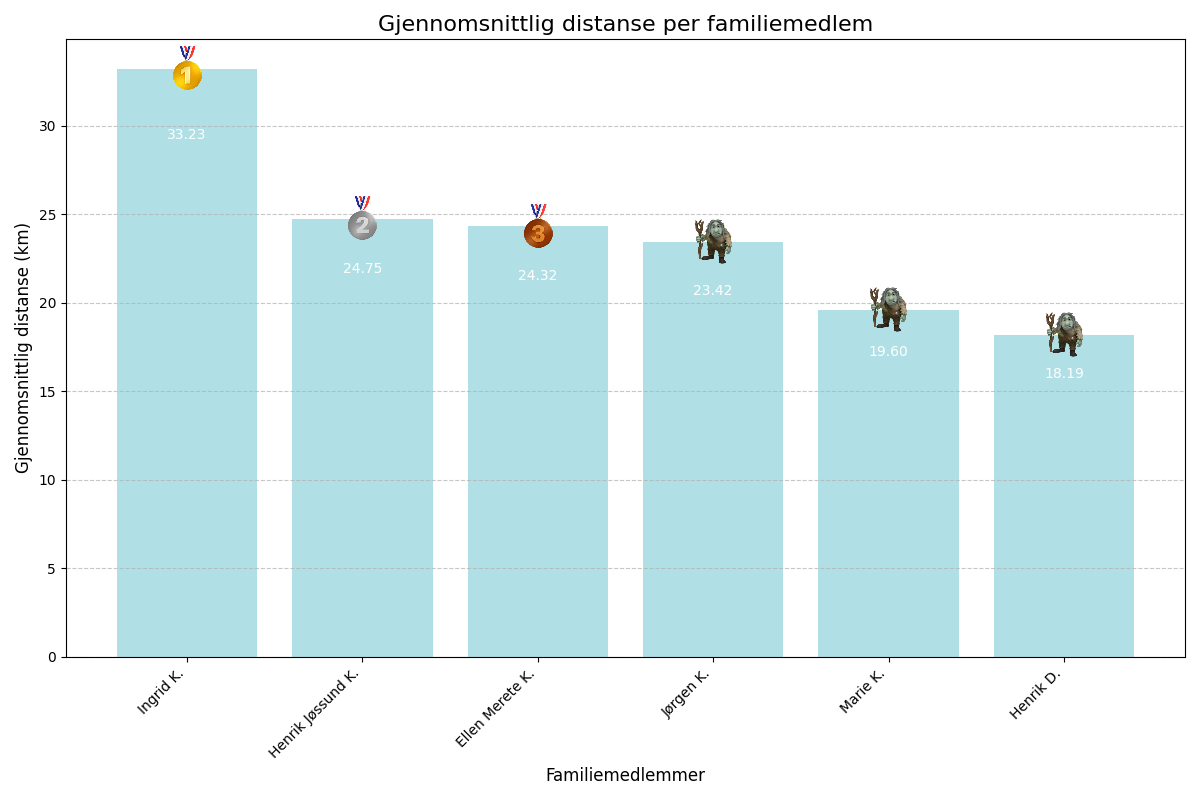 Gjennomsnittlig distanse per familiemedlem
Gjennomsnittlig distanse (km)
30
25
20
15
10
5
0
1
2
3
33.23
24.75
24.32
23.42
19.60
18.19
Ingrid K.
Henrik Jøssund K.
Ellen Merete K.
Jørgen K.
Marie K.
Henrik D.
Familiemedlemmer